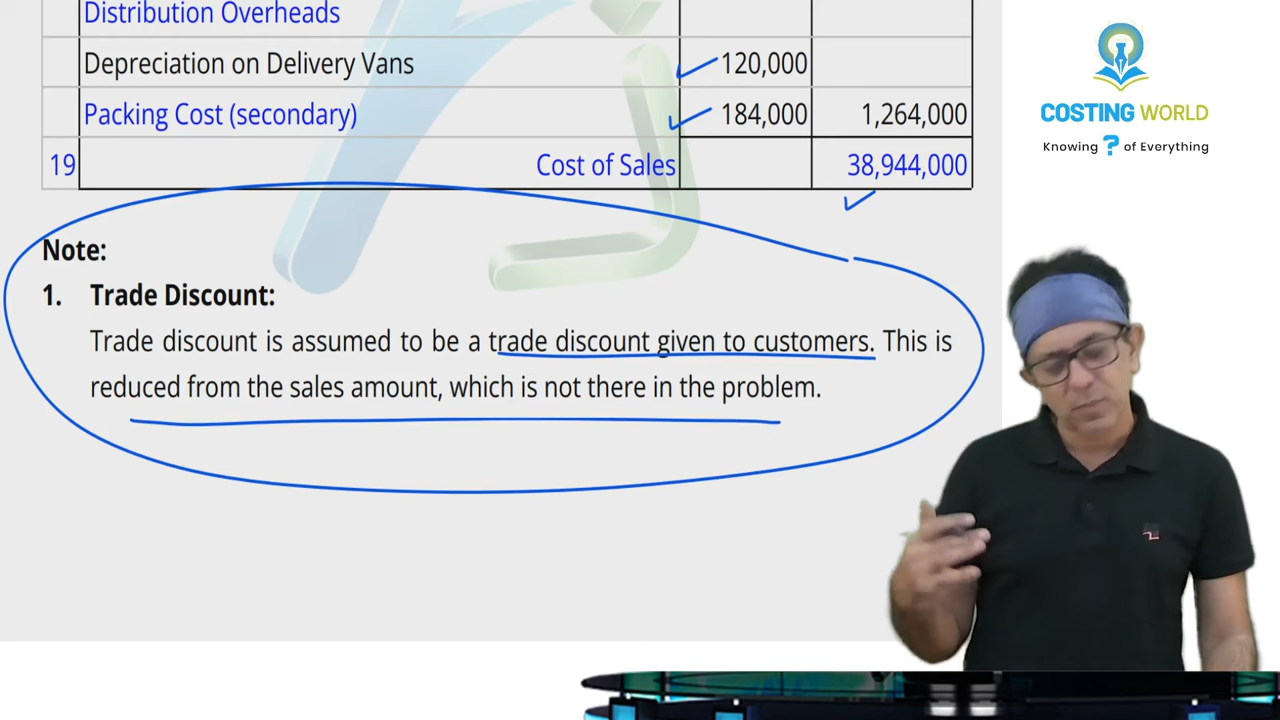 Distribution Overheads
Depreciation on Delivery Vans 120,000
Packing Cost (secondary) 184,000 1,264,000
19 Cost of Sales 38,944,000
Note:
1. Trade Discount:
Trade discount is assumed to be a trade discount given to customers. This is
reduced from the sales amount, which is not there in the problem.
COSTING WORLD
Knowing ? of Everything